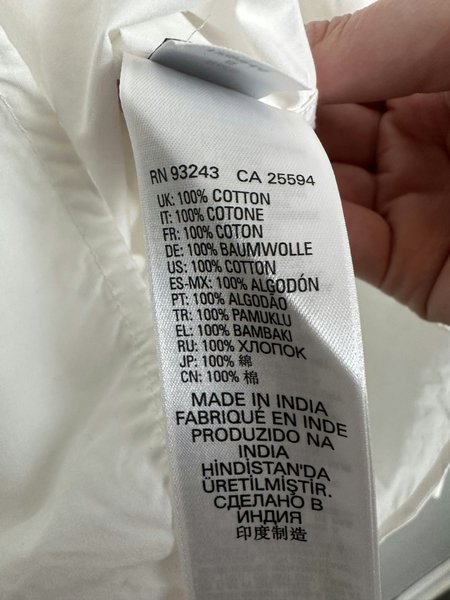 RN 93243 CA 25594
UK: 100% COTTON
IT: 100% COTONE
FR: 100% COTON
DE: 100% BAUMWOLLE
US: 100% COTTON
ES-MX: 100% ALGODÓN
PT: 100% ALGODÃO
TR: 100% PAMUKLU
EL: 100% BAMBAKI
RU: 100% ХЛОПОК
JP: 100% 綿
CN: 100% 棉
MADE IN INDIA
FABRIQUÉ EN INDE
PRODUZIDO NA
INDIA
HİNDİSTAN'DA
ÜRETİLMİŞTİR.
СДЕЛАНО В
ИНДИЯ
印度制造